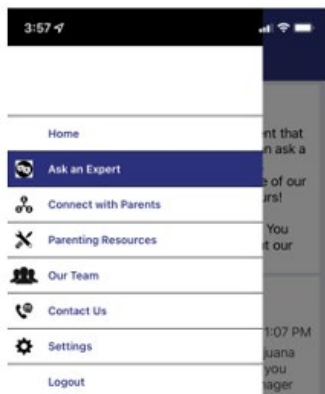 3:57
Home
Ask an Expert
Connect with Parents
Parenting Resources
Our Team
Contact Us
Settings
Logout
nt that
n ask a
e of our
urs!
You
t our
1:07 PM
juana
you
nager